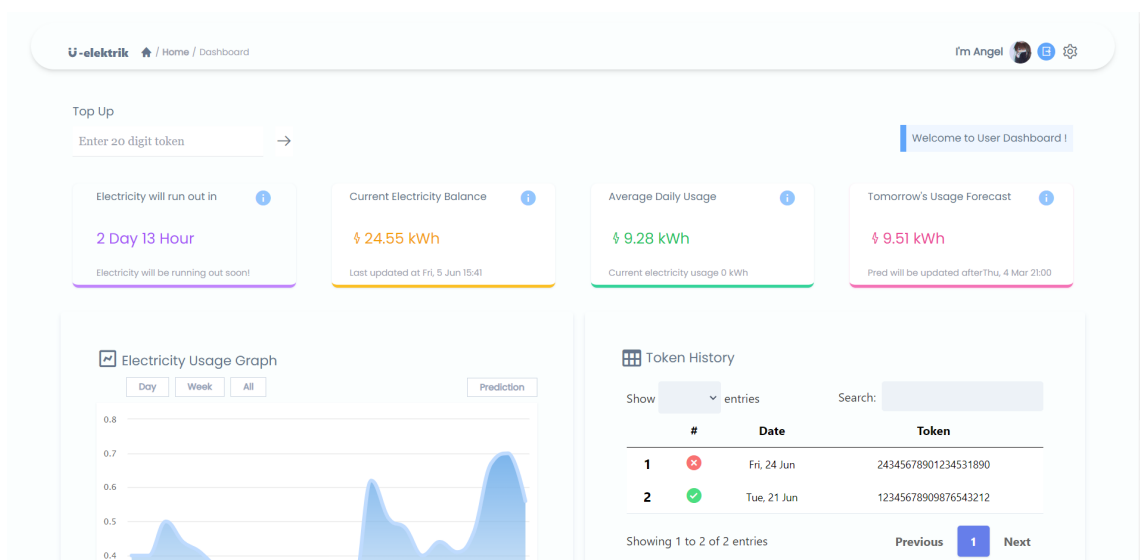 Ü-elektrik / Home / Dashboard
I'm Angel
Top Up
Enter 20 digit token
Welcome to User Dashboard !
Electricity will run out in
2 Day 13 Hour
Electricity will be running out soon!
Current Electricity Balance
24.55 kWh
Last updated at Fri, 5 Jun 15:41
Average Daily Usage
9.28 kWh
Current electricity usage 0 kWh
Tomorrow's Usage Forecast
9.51 kWh
Pred will be updated afterThu, 4 Mar 21:00
Electricity Usage Graph
Day Week All Prediction
0.8
0.7
0.6
0.5
0.4
Token History
Show entries Search:
# Date Token
1 Fri, 24 Jun 24345678901234531890
2 Tue, 21 Jun 12345678909876543212
Showing 1 to 2 of 2 entries
Previous 1 Next